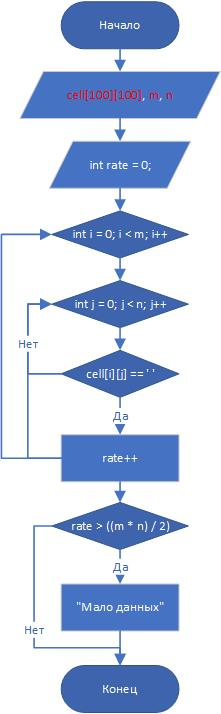 Начало
cell[100][100], m, n
int rate = 0;
int i = 0; i < m; i++
int j = 0; j < n; j++
Нет
cell[i][j] == ' '
Да
rate++
rate > ((m * n) / 2)
Да
"Мало данных"
Нет
Конец